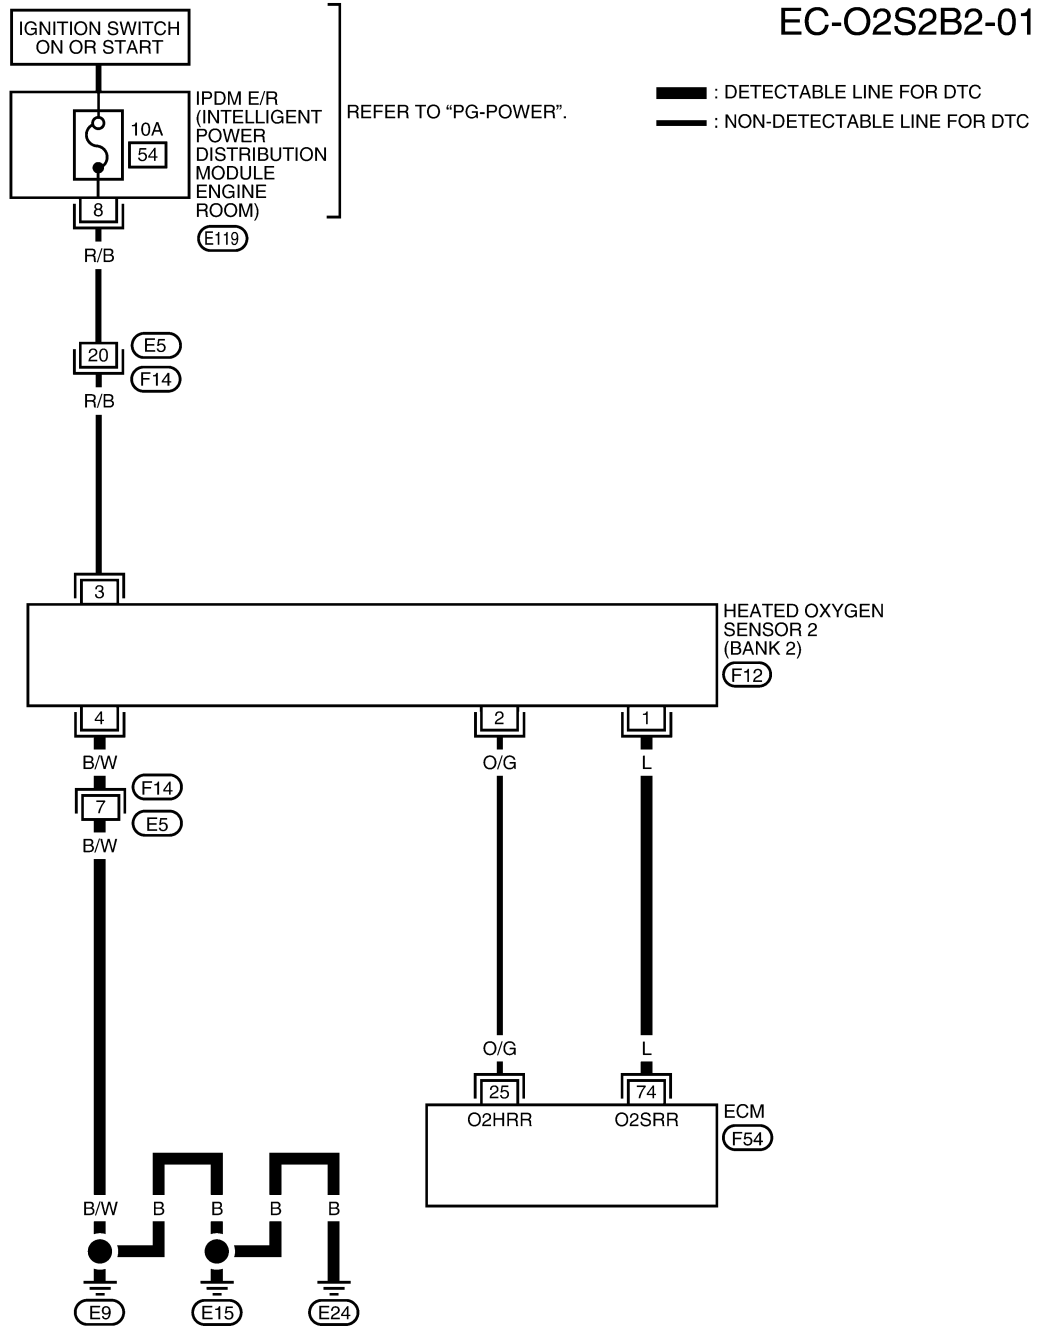 EC-O2S2B2-01
IGNITION SWITCH
ON OR START
: DETECTABLE LINE FOR DTC
: NON-DETECTABLE LINE FOR DTC
IPDM E/R
(INTELLIGENT
POWER
DISTRIBUTION
MODULE
ENGINE
ROOM)
E119
REFER TO “PG-POWER”.
10A
54
8
R/B
20
E5
F14
R/B
3
HEATED OXYGEN
SENSOR 2
(BANK 2)
F12
4
2
1
B/W
O/G
L
7
F14
E5
B/W
O/G
L
25
74
O2HRR
O2SRR
ECM
F54
B/W
B
B
B
B
E9
E15
E24